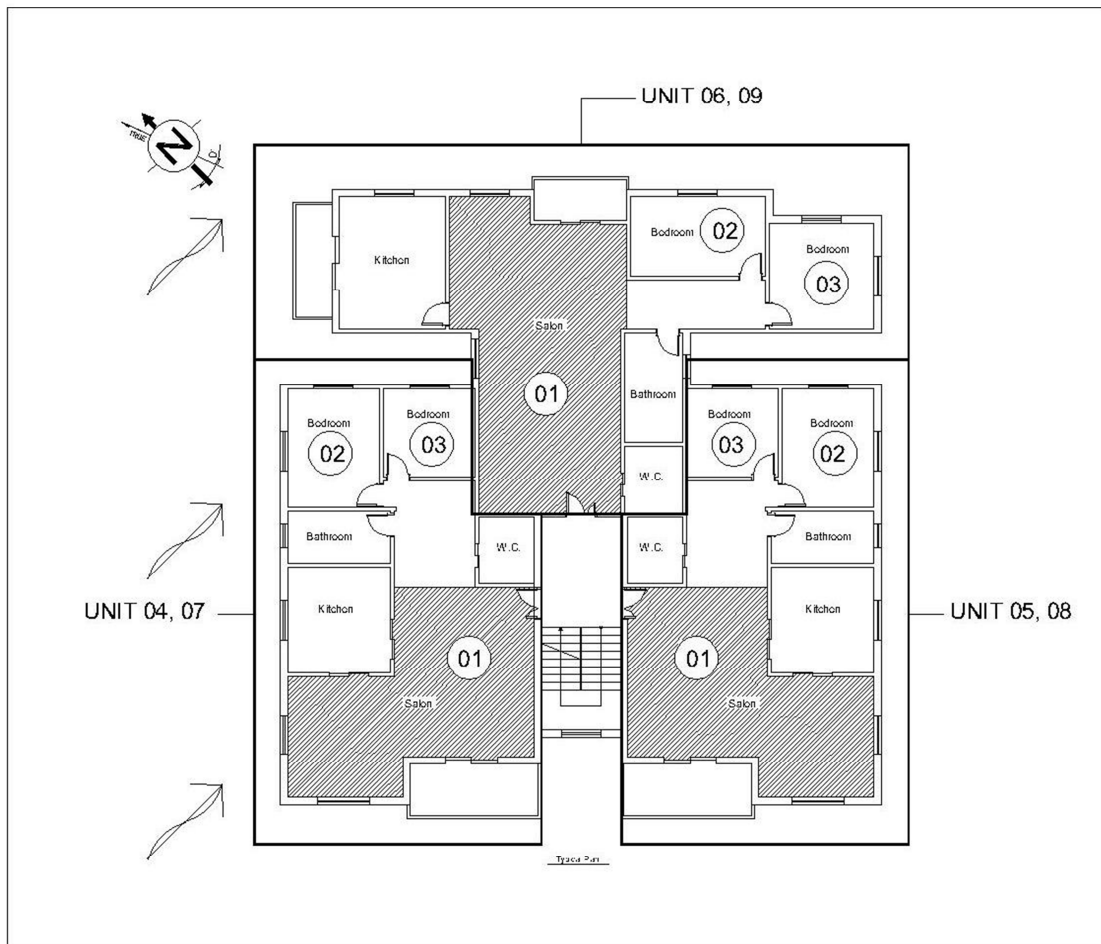 UNIT 06, 09
TRUE
N
Bedroom
02
Bedroom
Kitchen
03
Salon
01
Bathroom
Bedroom
Bedroom
Bedroom
Bedroom
02
03
03
02
W.C.
Bathroom
W.C.
W.C.
Bathroom
Kitchen
Kitchen
UNIT 04, 07
UNIT 05, 08
01
01
Salon
Salon